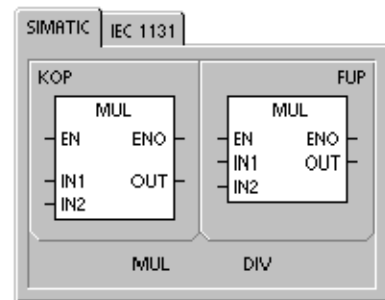 SIMATIC IEC 1131
KOP FUP
MUL MUL
EN ENO EN ENO
IN1 OUT IN1 OUT
IN2 IN2
MUL DIV